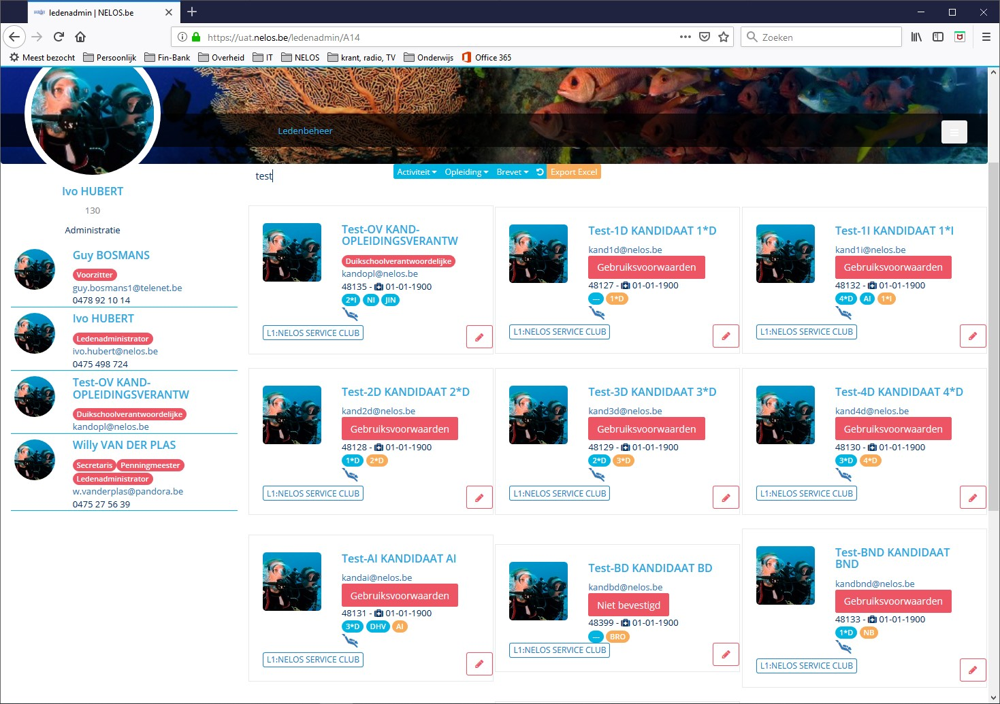 ledenadmin | NELOS.be
https://uat.nelos.be/ledenadmin/A14
Zoeken
Meest bezocht Persoonlijk Fin-Bank Overheid IT NELOS krant, radio, TV Onderwijs Office 365
Ledenbeheer
test
Activiteit Opleiding Brevet Export Excel
Ivo HUBERT
130
Administratie
Guy BOSMANS
Voorzitter
guy.bosmans1@telenet.be
0478 92 10 14
Ivo HUBERT
Ledenadministrator
ivo.hubert@nelos.be
0475 498 724
Test-OV KAND-
OPLEIDINGSVERANTW
Duikschoolverantwoordelijke
kandopl@nelos.be
Willy VAN DER PLAS
Secretaris Penningmeester
Ledenadministrator
w.vanderplas@pandora.be
0475 27 56 39
Test-OV KAND-
OPLEIDINGSVERANTW
Duikschoolverantwoordelijke
kandopl@nelos.be
48135 - 01-01-1900
2*I NI JIN
L1:NELOS SERVICE CLUB
Test-1D KANDIDAAT 1*D
kand1d@nelos.be
Gebruiksvoorwaarden
48127 - 01-01-1900
--- 1*D
L1:NELOS SERVICE CLUB
Test-1I KANDIDAAT 1*I
kand1i@nelos.be
Gebruiksvoorwaarden
48132 - 01-01-1900
4*D AI 1*I
L1:NELOS SERVICE CLUB
Test-2D KANDIDAAT 2*D
kand2d@nelos.be
Gebruiksvoorwaarden
48128 - 01-01-1900
1*D 2*D
L1:NELOS SERVICE CLUB
Test-3D KANDIDAAT 3*D
kand3d@nelos.be
Gebruiksvoorwaarden
48129 - 01-01-1900
2*D 3*D
L1:NELOS SERVICE CLUB
Test-4D KANDIDAAT 4*D
kand4d@nelos.be
Gebruiksvoorwaarden
48130 - 01-01-1900
3*D 4*D
L1:NELOS SERVICE CLUB
Test-AI KANDIDAAT AI
kandai@nelos.be
Gebruiksvoorwaarden
48131 - 01-01-1900
3*D DHV AI
L1:NELOS SERVICE CLUB
Test-BD KANDIDAAT BD
kandbd@nelos.be
Niet bevestigd
48399 - 01-01-1900
--- BRO
L1:NELOS SERVICE CLUB
Test-BND KANDIDAAT
BND
kandbnd@nelos.be
Gebruiksvoorwaarden
48133 - 01-01-1900
1*D NB
L1:NELOS SERVICE CLUB